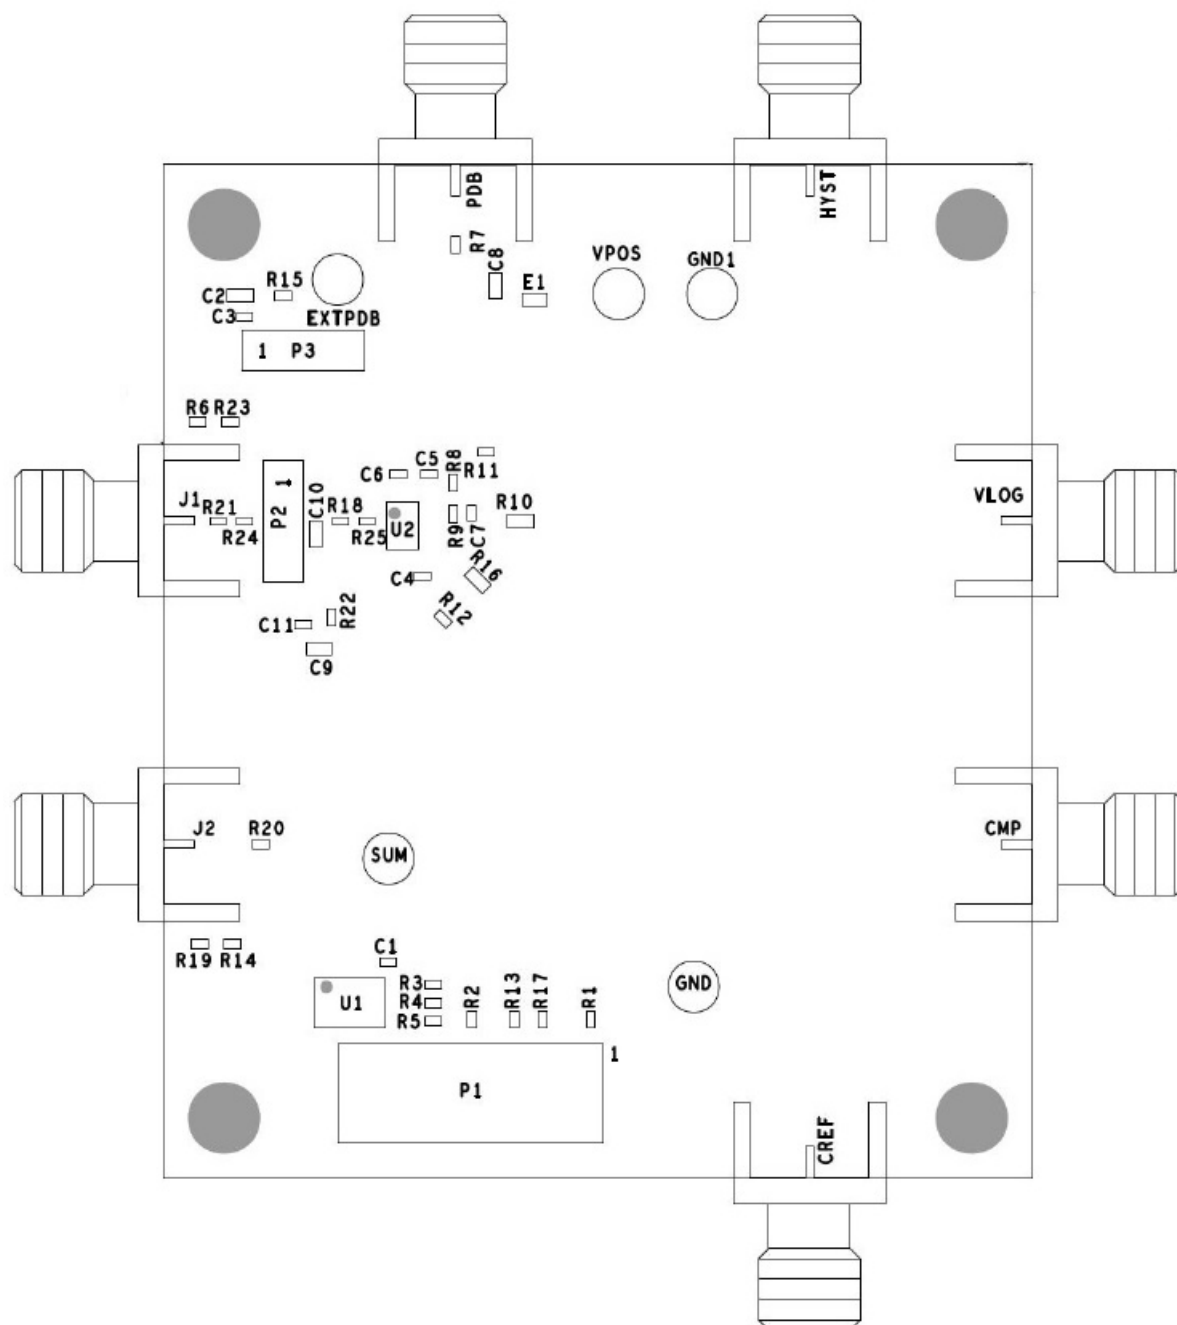 PDB
HYST
R7
C8
VPOS
GND1
E1
C2
R15
C3
EXTPDB
1 P3
R6 R23
C6
C5
R8
R11
J1
R21
R24
P2 1
C10
R18
R25
U2
R9
C7
R10
VLOG
C4
R16
R12
C11
R22
C9
J2
R20
SUM
CMP
R19 R14
C1
GND
U1
R3
R4
R5
R2
R13
R17
R1
1
P1
CREF